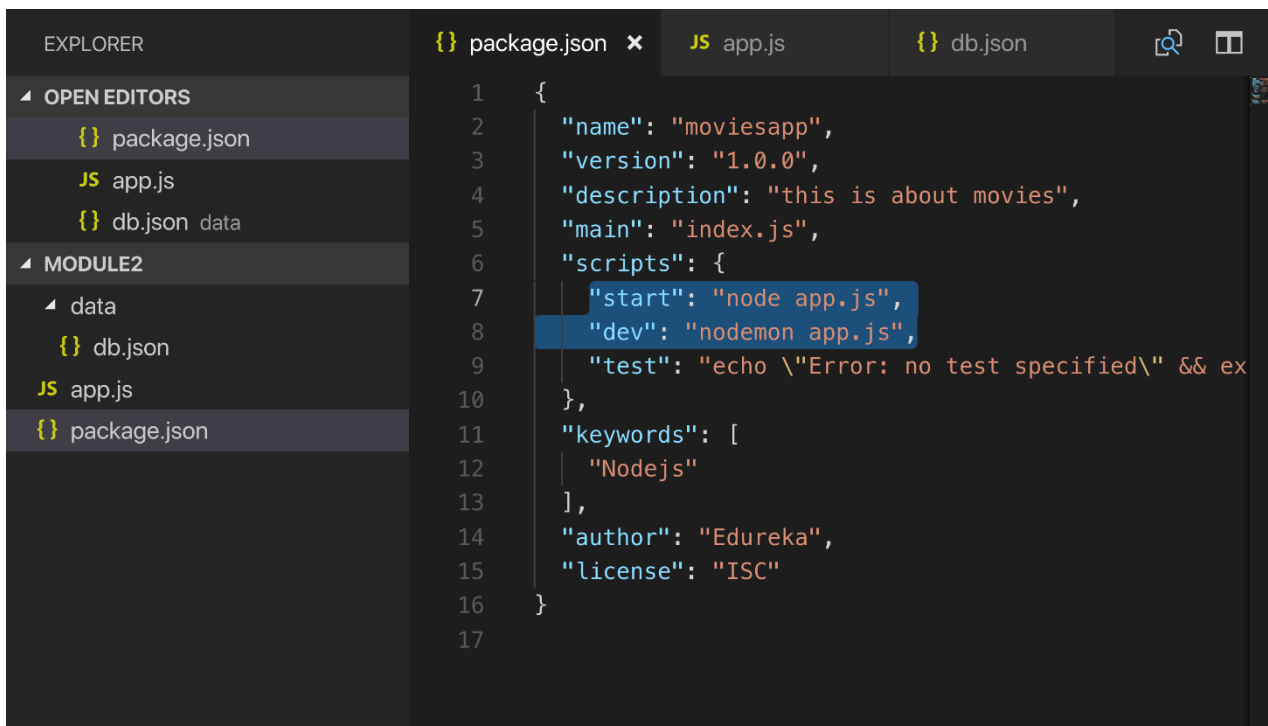 EXPLORER
OPEN EDITORS
{} package.json
JS app.js
{} db.json data
MODULE2
data
{} db.json
JS app.js
{} package.json
{} package.json ×
JS app.js
{} db.json
1 {
2 "name": "moviesapp",
3 "version": "1.0.0",
4 "description": "this is about movies",
5 "main": "index.js",
6 "scripts": {
7 "start": "node app.js",
8 "dev": "nodemon app.js",
9 "test": "echo \"Error: no test specified\" && ex
10 },
11 "keywords": [
12 "Nodejs"
13 ],
14 "author": "Edureka",
15 "license": "ISC"
16 }
17